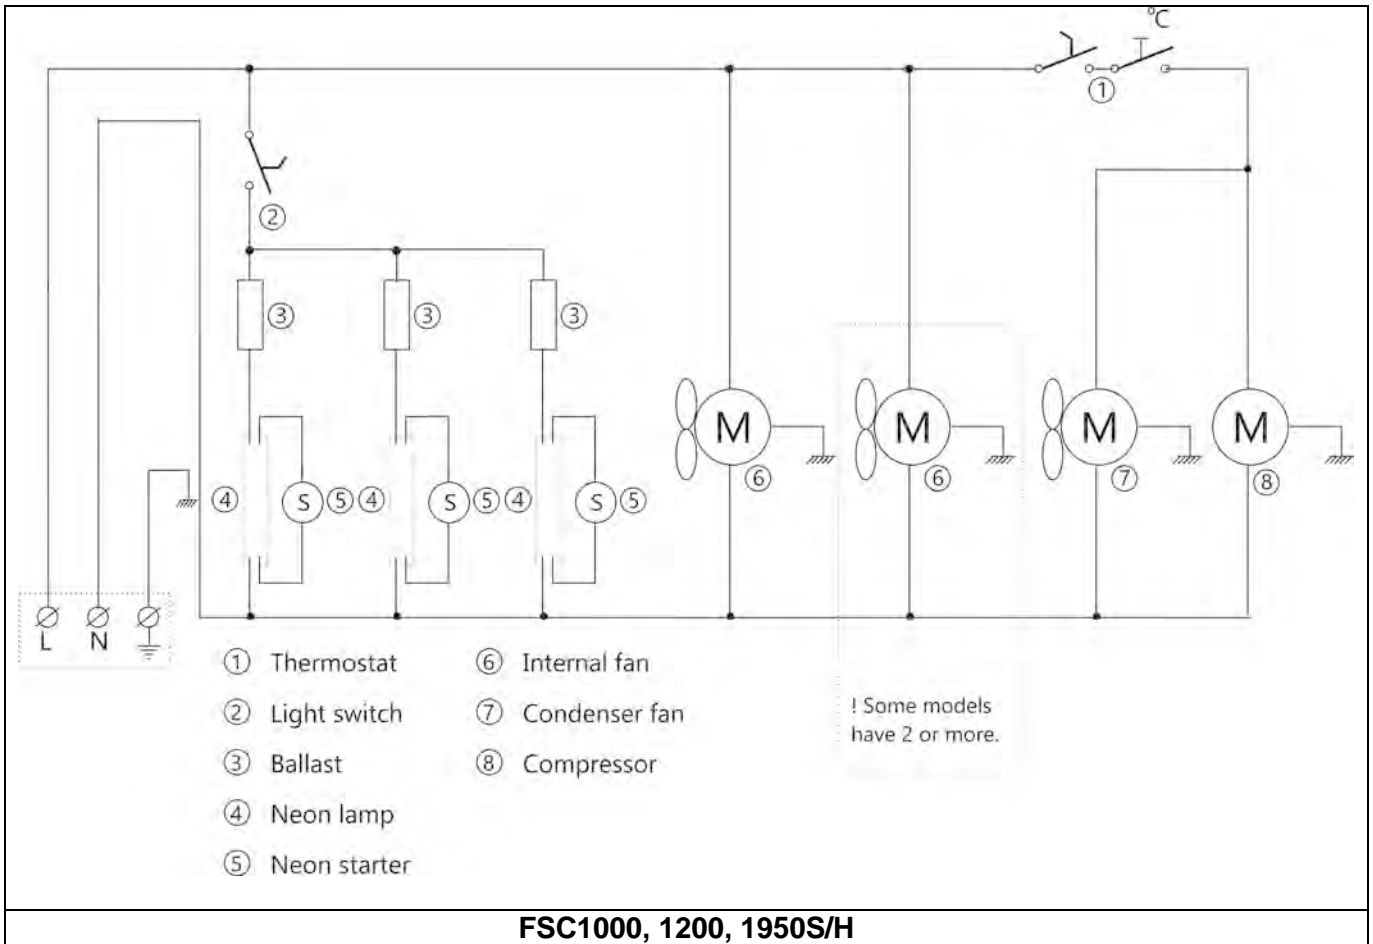 °C
①
②
③ ③ ③
M M M M
⑥ ⑥ ⑦ ⑧
④ S ⑤ ④ S ⑤ ④ S ⑤
L N
① Thermostat
② Light switch
③ Ballast
④ Neon lamp
⑤ Neon starter
⑥ Internal fan
⑦ Condenser fan
⑧ Compressor
! Some models
have 2 or more.
FSC1000, 1200, 1950S/H